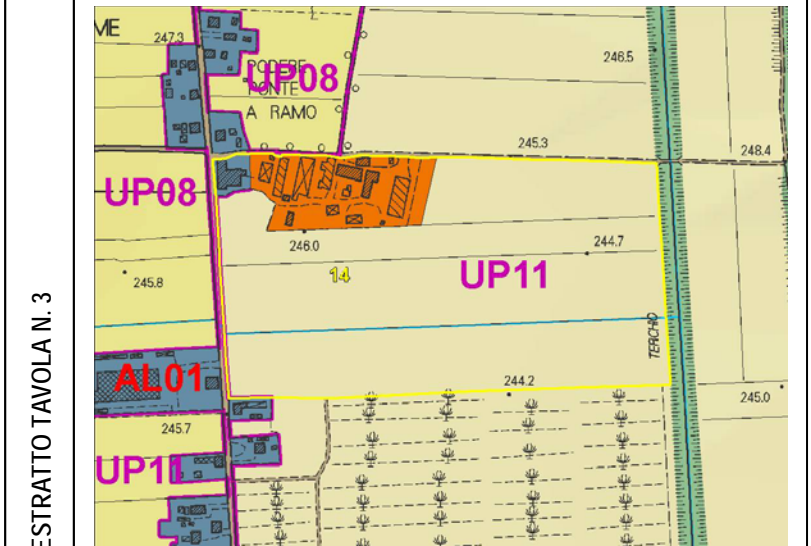 ESTRATTO TAVOLA N. 3
ME
247.3
PODERE
PONTE
A RAMO
UP08
246.5
245.3
248.4
UP08
246.0
244.7
245.8
14
UP11
TERCHIO
AL01
244.2
245.0
245.7
UP11